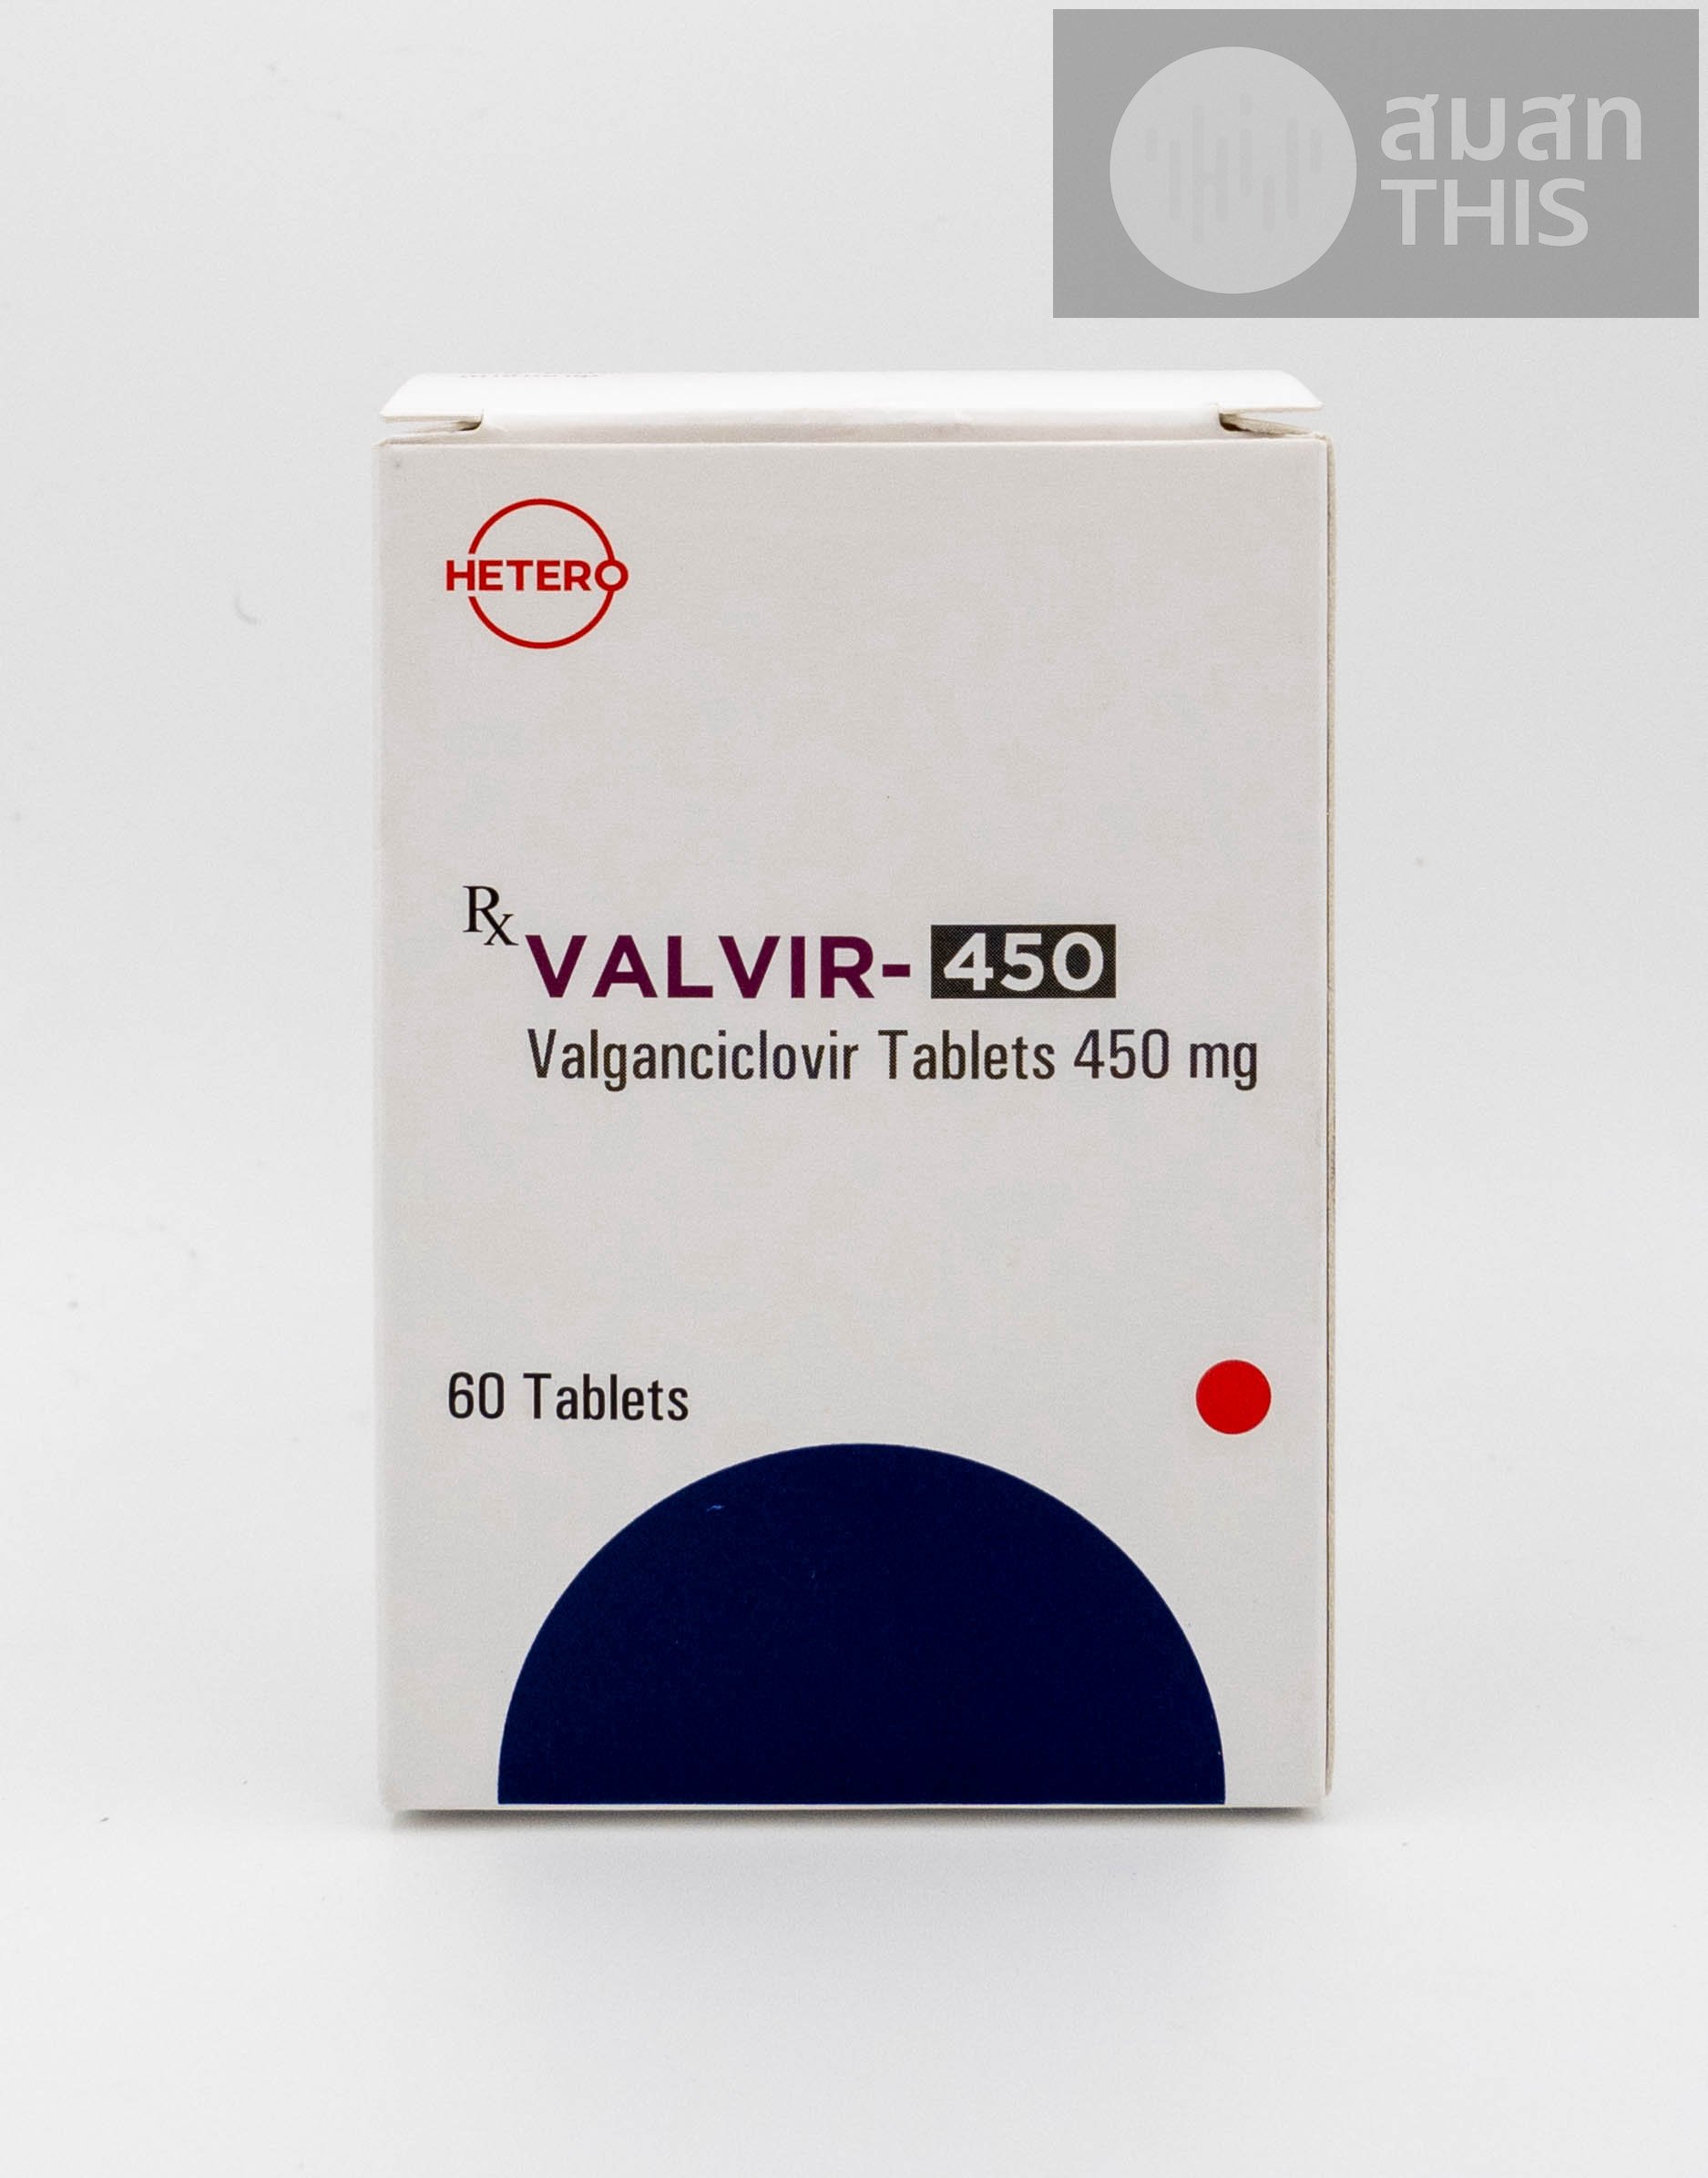 สมสท
THIS
HETERO
Rx VALVIR-450
Valganciclovir Tablets 450 mg
60 Tablets